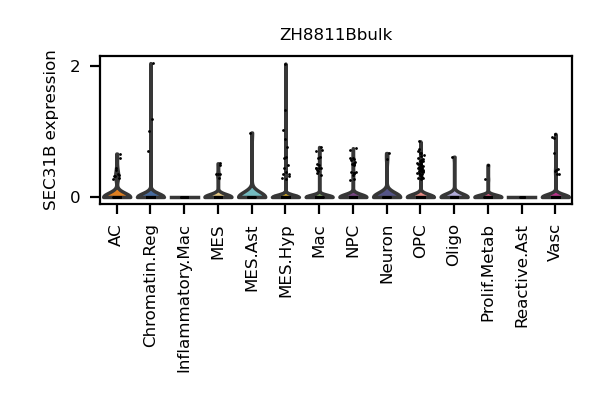 ZH8811Bbulk
SEC31B expression
2
0
AC
Chromatin.Reg
Inflammatory.Mac
MES
MES.Ast
MES.Hyp
Mac
NPC
Neuron
OPC
Oligo
Prolif.Metab
Reactive.Ast
Vasc